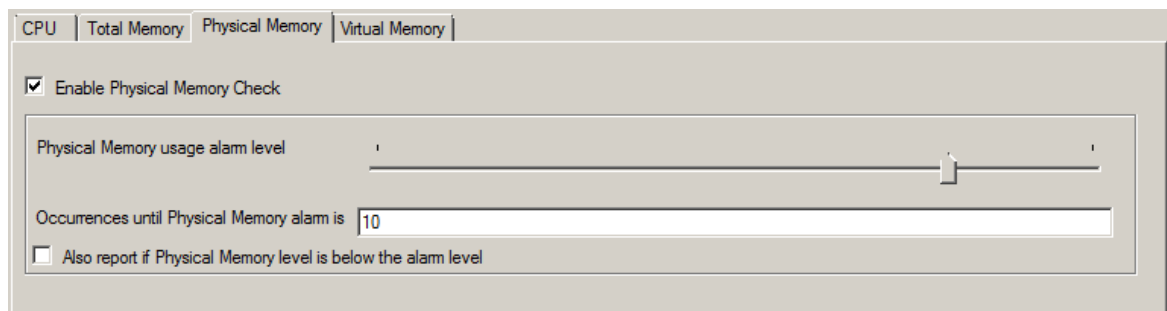 CPU Total Memory Physical Memory Virtual Memory
Enable Physical Memory Check
Physical Memory usage alarm level
Occurrences until Physical Memory alarm is 10
Also report if Physical Memory level is below the alarm level